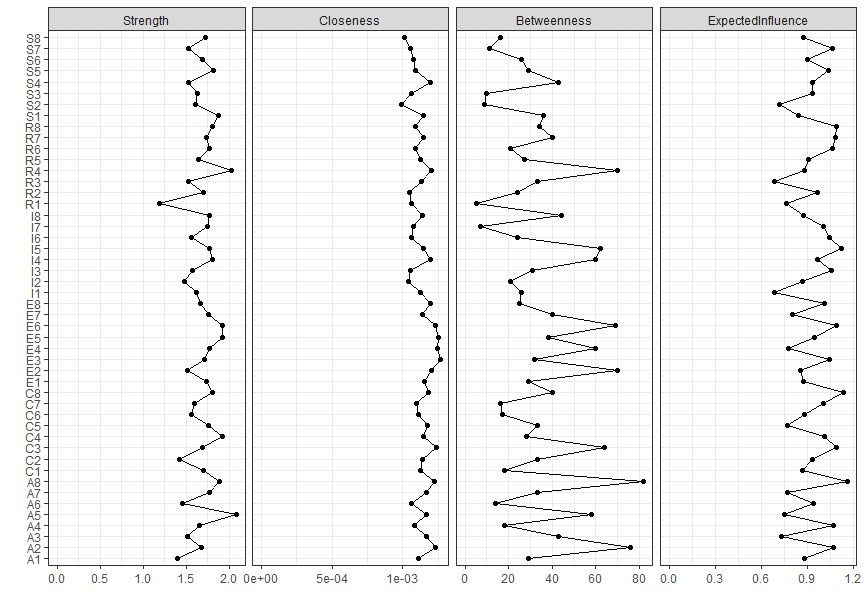 Strength Closeness Betweenness ExpectedInfluence
S8
S7
S6
S5
S4
S3
S2
S1
R8
R7
R6
R5
R4
R3
R2
R1
I8
I7
I6
I5
I4
I3
I2
I1
E8
E7
E6
E5
E4
E3
E2
E1
C8
C7
C6
C5
C4
C3
C2
C1
A8
A7
A6
A5
A4
A3
A2
A1
0.0 0.5 1.0 1.5 2.0 0e+00 5e-04 1e-03 0 20 40 60 80 0.0 0.3 0.6 0.9 1.2